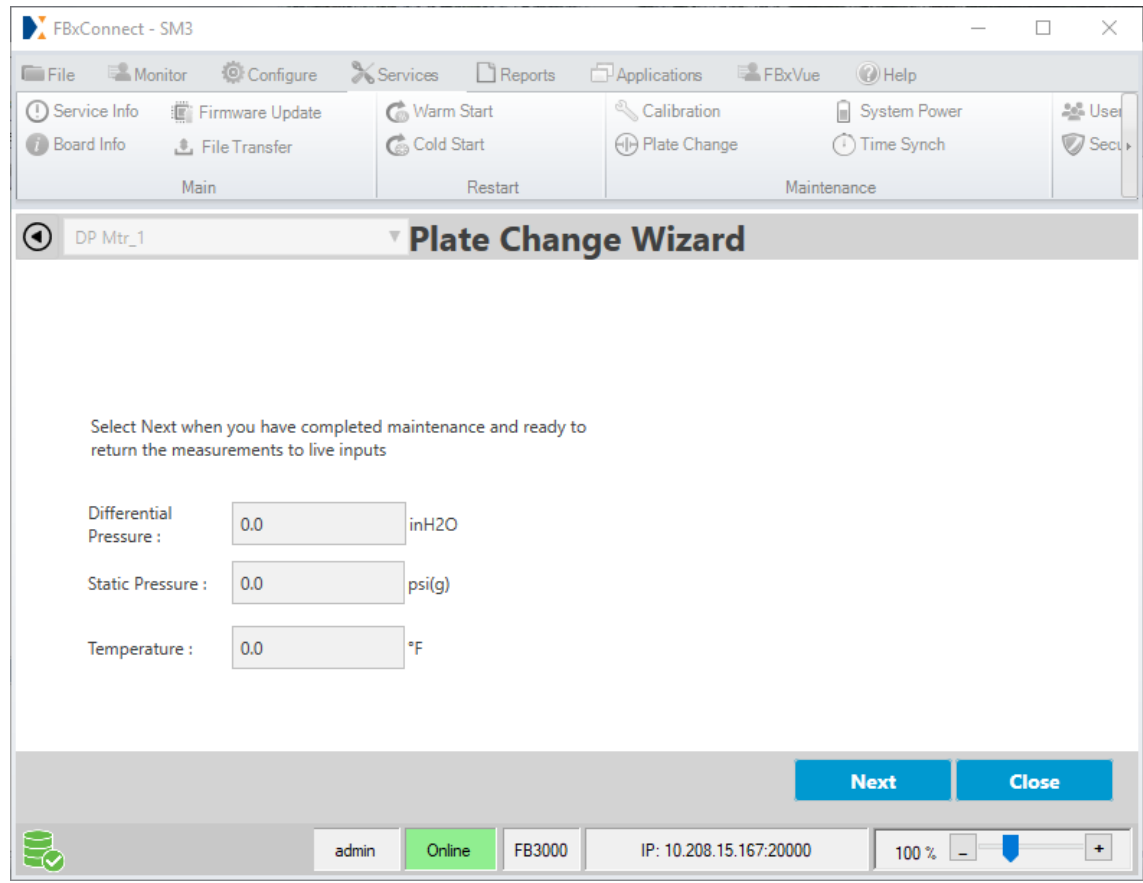 FBxConnect - SM3
File Monitor Configure Services Reports Applications FBxVue Help
Service Info Firmware Update Warm Start Calibration System Power User
Board Info File Transfer Cold Start Plate Change Time Synch Secu
Main Restart Maintenance
DP Mtr_1 Plate Change Wizard
Select Next when you have completed maintenance and ready to
return the measurements to live inputs
Differential
Pressure : 0.0 inH2O
Static Pressure : 0.0 psi(g)
Temperature : 0.0 °F
Next Close
admin Online FB3000 IP: 10.208.15.167:20000 100 % - +